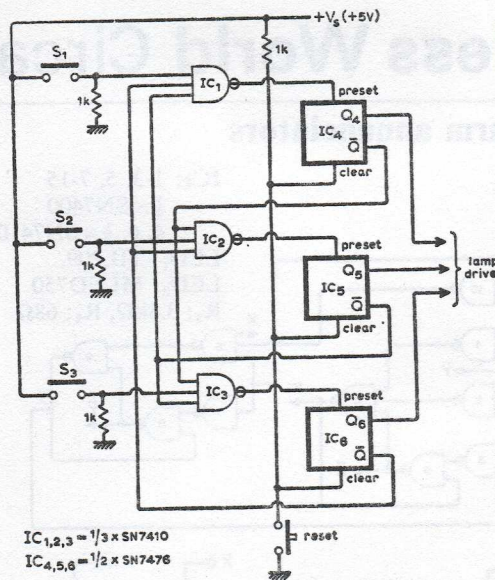 +Vs (+5V)
1k
S1
1k
IC1
preset
Q4
IC4
Q̅
clear
S2
1k
IC2
preset
Q5
IC5
Q̅
clear
lamp
drive
S3
1k
IC3
preset
Q6
IC6
Q̅
clear
reset
IC1,2,3 = 1/3 x SN7410
IC4,5,6 = 1/2 x SN7476